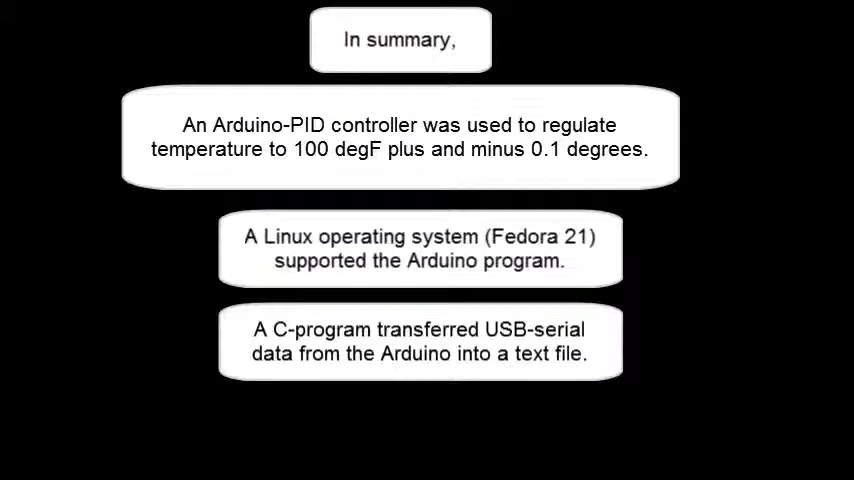 In summary,
An Arduino-PID controller was used to regulate
temperature to 100 degF plus and minus 0.1 degrees.
A Linux operating system (Fedora 21)
supported the Arduino program.
A C-program transferred USB-serial
data from the Arduino into a text file.